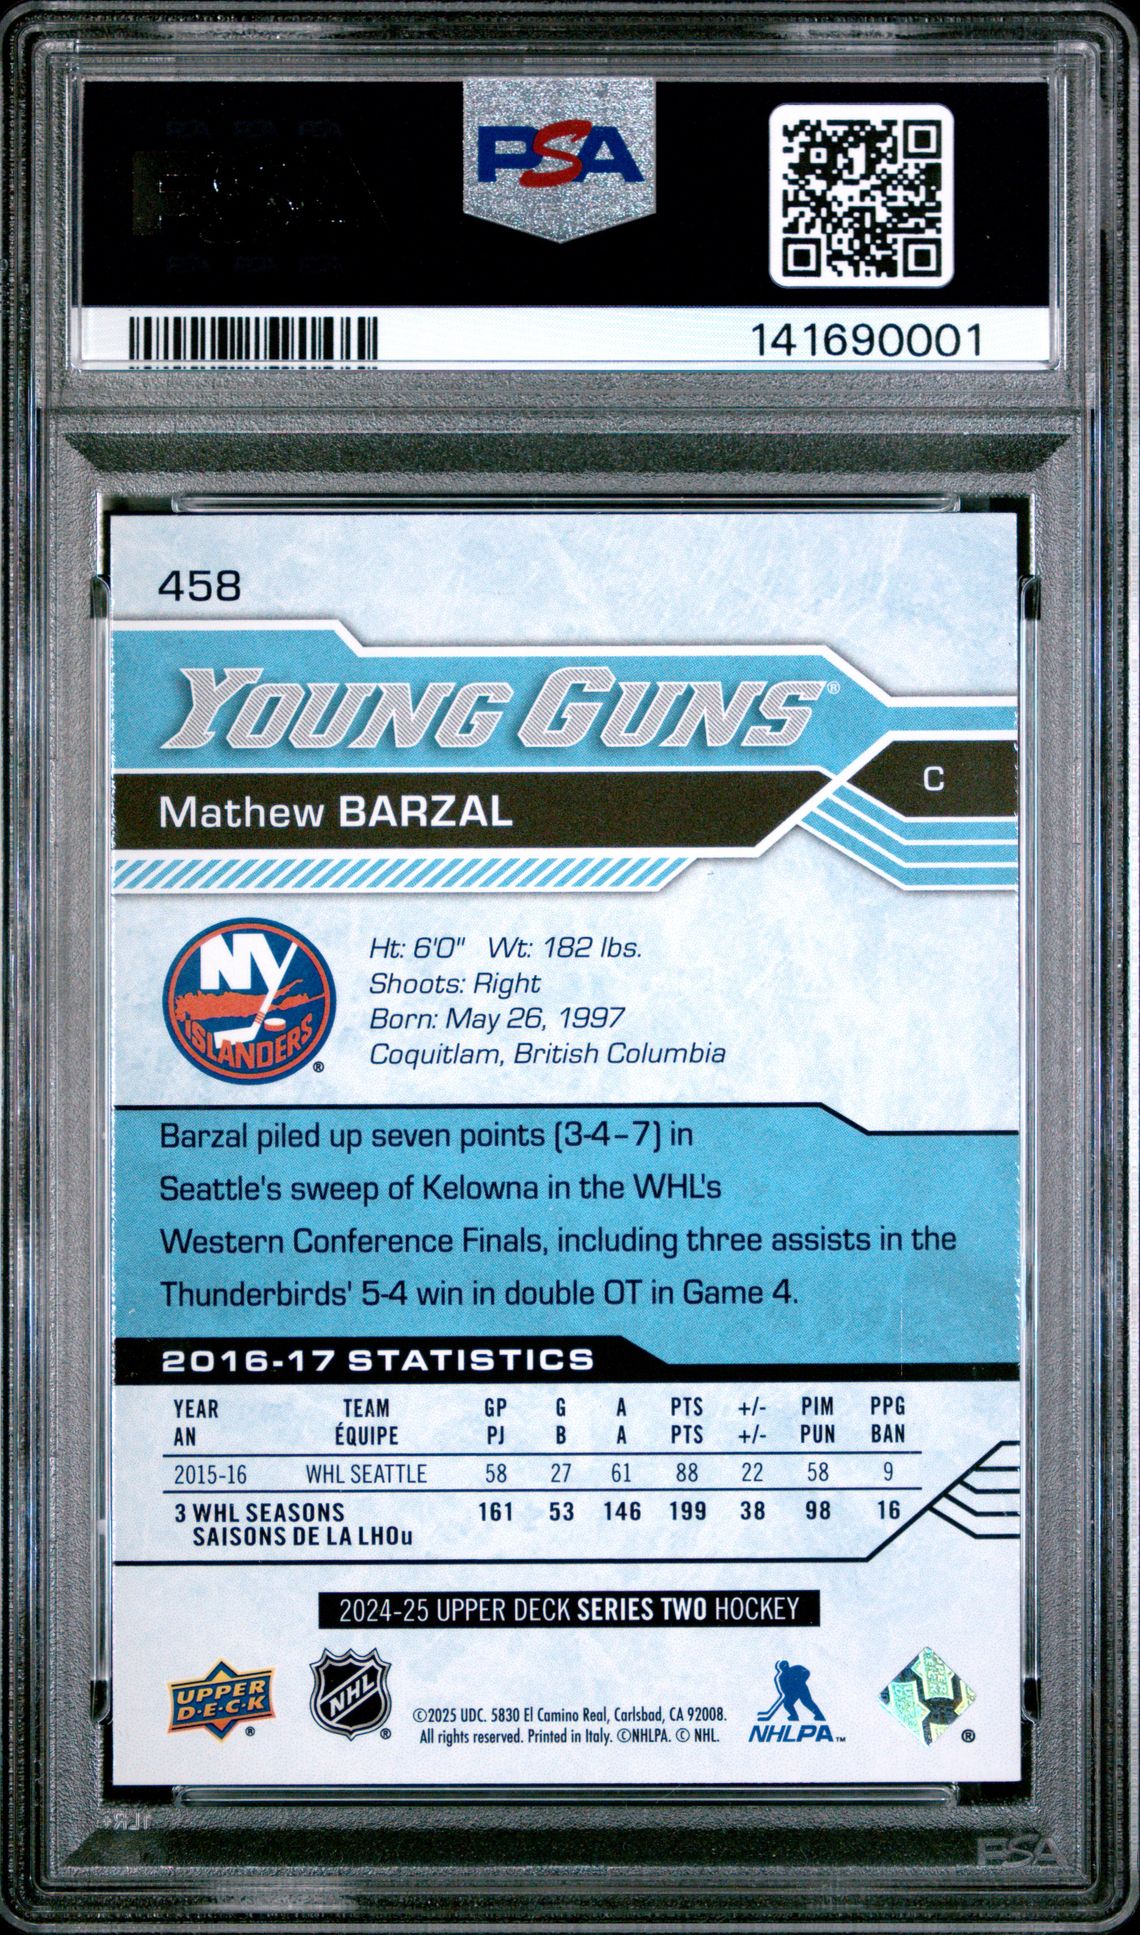 PSA
141690001
458
YOUNG GUNS®
Mathew BARZAL
C
NY
ISLANDERS
®
Ht: 6'0" Wt: 182 lbs.
Shoots: Right
Born: May 26, 1997
Coquitlam, British Columbia
Barzal piled up seven points (3-4–7) in
Seattle's sweep of Kelowna in the WHL's
Western Conference Finals, including three assists in the
Thunderbirds' 5-4 win in double OT in Game 4.
2016-17 STATISTICS
YEAR TEAM GP G A PTS +/- PIM PPG
AN ÉQUIPE PJ B A PTS +/- PUN BAN
2015-16 WHL SEATTLE 58 27 61 88 22 58 9
3 WHL SEASONS 161 53 146 199 38 98 16
SAISONS DE LA LHOu
2024-25 UPPER DECK SERIES TWO HOCKEY
UPPER
D·E·C·K
®
NHL
®
©2025 UDC. 5830 El Camino Real, Carlsbad, CA 92008.
All rights reserved. Printed in Italy. ©NHLPA. © NHL.
NHLPA™
®
PSA